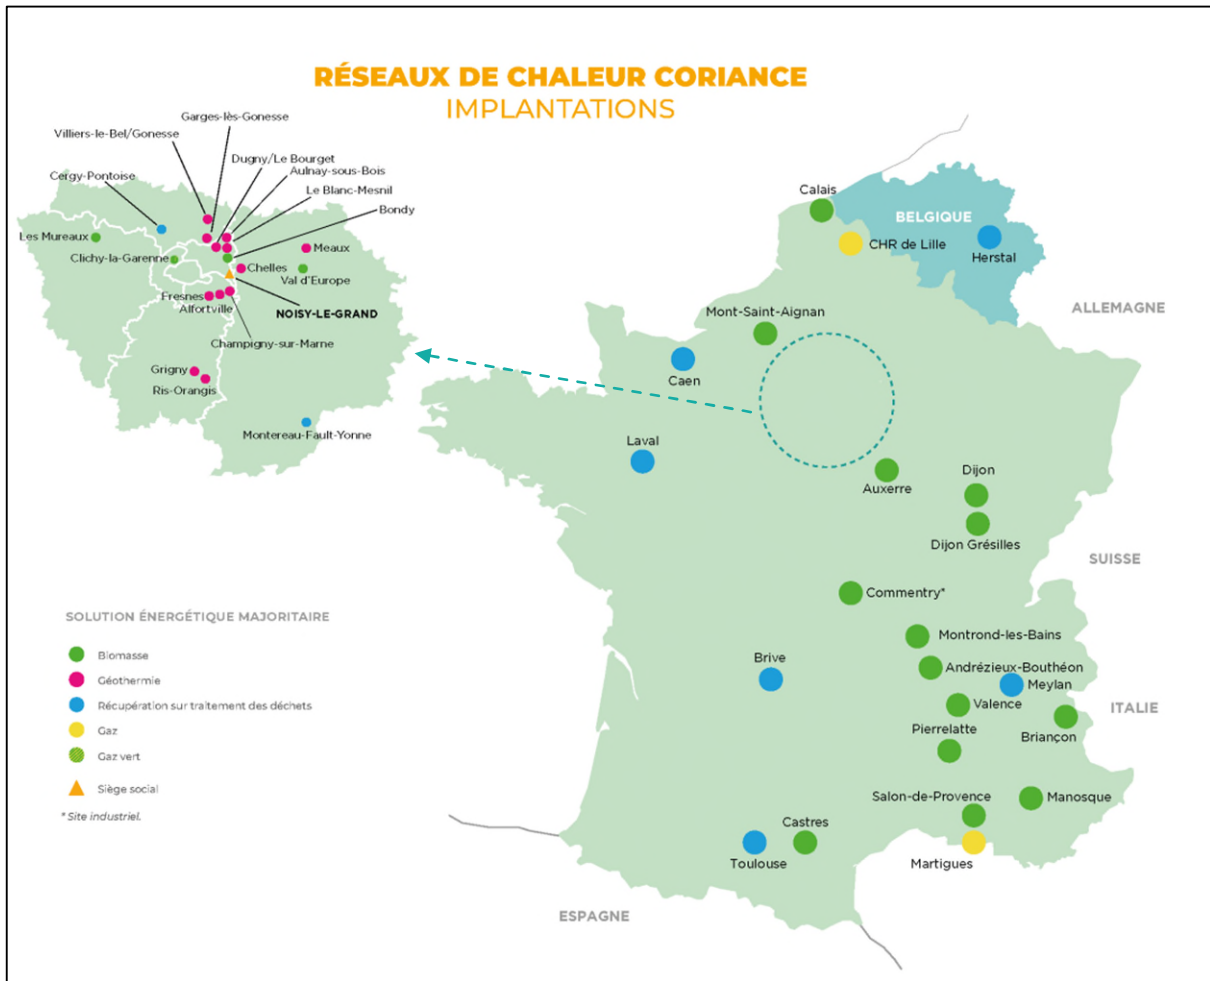 RÉSEAUX DE CHALEUR CORIANCE
IMPLANTATIONS
Garges-lès-Gonesse
Villiers-le-Bel/Gonesse
Dugny/Le Bourget
Aulnay-sous-Bois
Cergy-Pontoise
Le Blanc-Mesnil
Bondy
Les Mureaux
Meaux
Clichy-la-Garenne
Chelles
Val d'Europe
Fresnes
Alfortville
NOISY-LE-GRAND
Champigny-sur-Marne
Grigny
Ris-Orangis
Montereau-Fault-Yonne
Calais
BELGIQUE
CHR de Lille
Herstal
ALLEMAGNE
Mont-Saint-Aignan
Caen
Laval
Auxerre
Dijon
Dijon Grésilles
SUISSE
Commentry*
Montrond-les-Bains
Brive
Andrézieux-Bouthéon
Meylan
Valence
ITALIE
Pierrelatte
Briançon
Salon-de-Provence
Manosque
Castres
Toulouse
Martigues
ESPAGNE
SOLUTION ÉNERGÉTIQUE MAJORITAIRE
Biomasse
Géothermie
Récupération sur traitement des déchets
Gaz
Gaz vert
Siège social
* Site industriel.